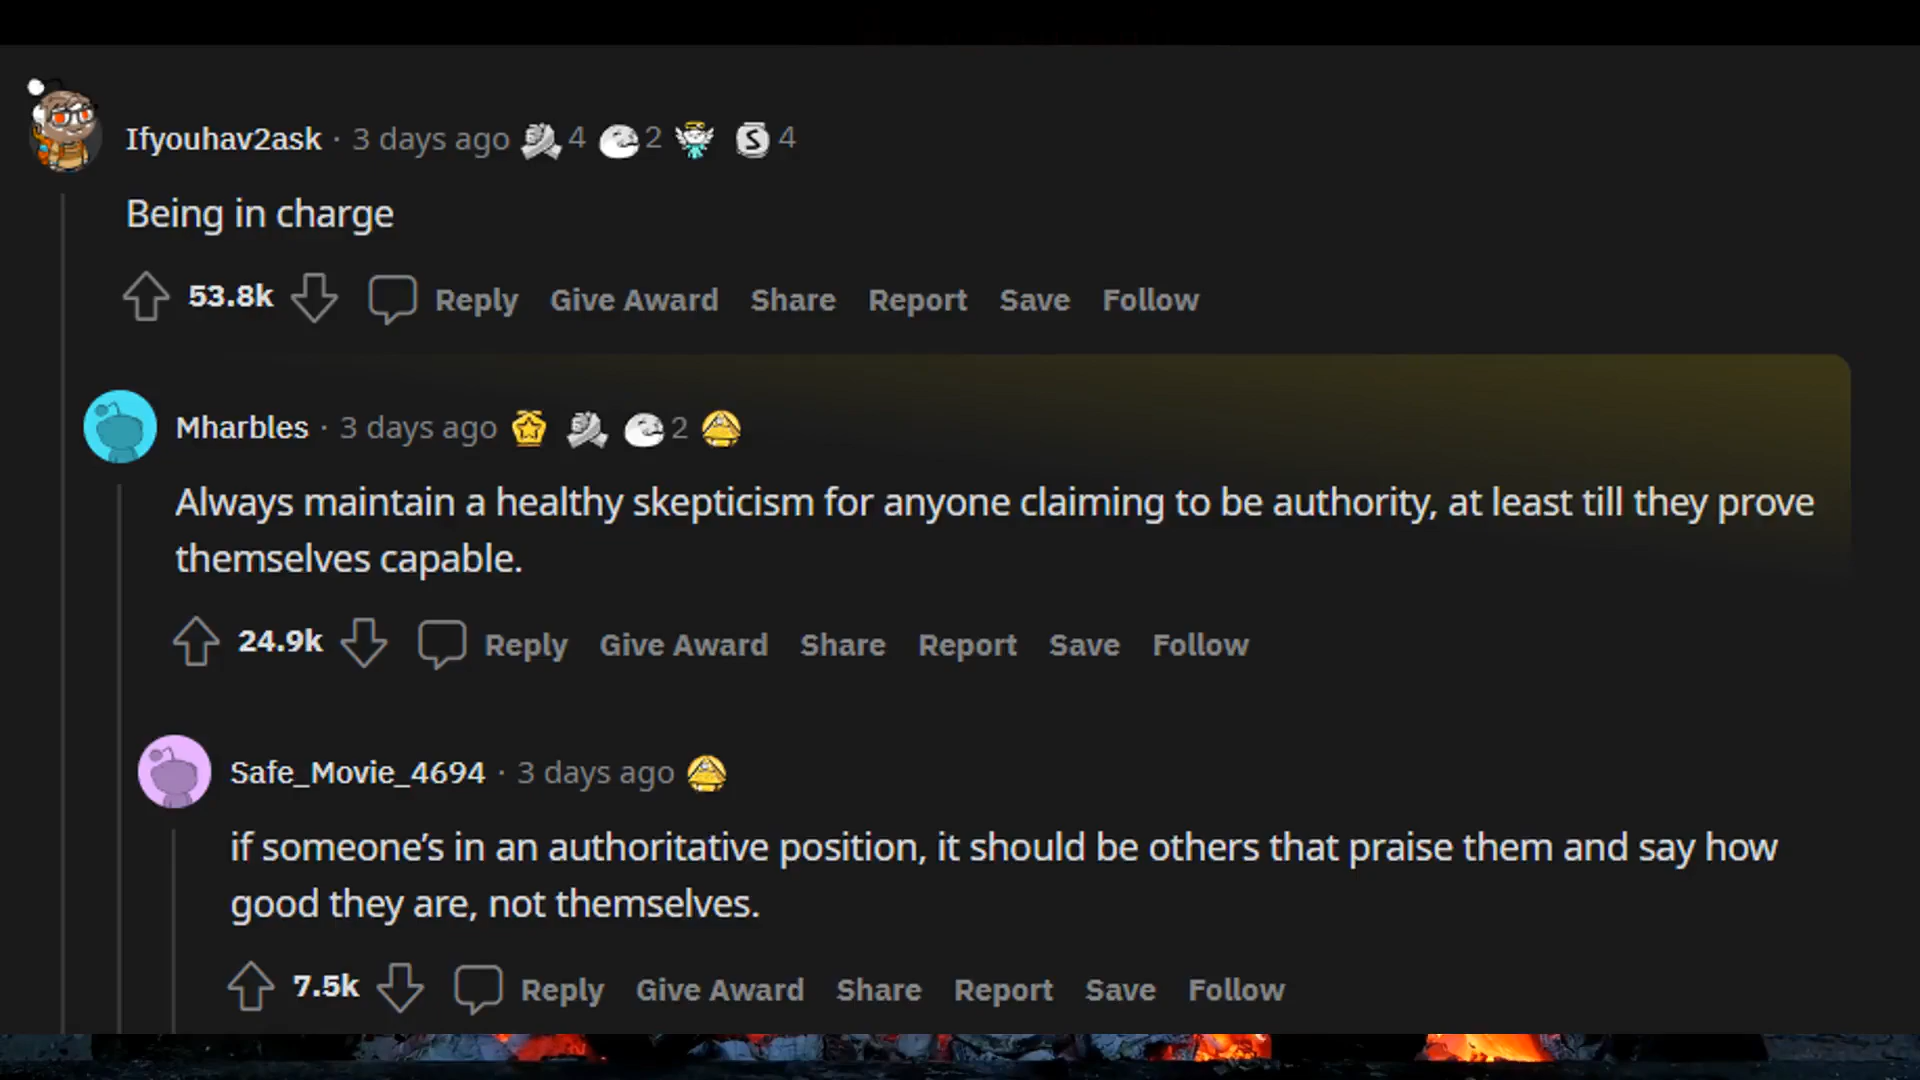 Ifyouhav2ask · 3 days ago 4 2 S 4
Being in charge
53.8k Reply Give Award Share Report Save Follow
Mharbles · 3 days ago 2
Always maintain a healthy skepticism for anyone claiming to be authority, at least till they prove
themselves capable.
24.9k Reply Give Award Share Report Save Follow
Safe_Movie_4694 · 3 days ago
if someone’s in an authoritative position, it should be others that praise them and say how
good they are, not themselves.
7.5k Reply Give Award Share Report Save Follow